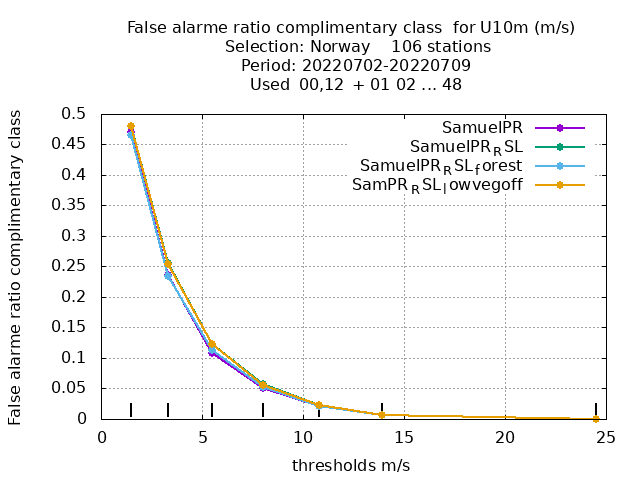 False alarme ratio complimentary class  for U10m (m/s)
Selection: Norway    106 stations
Period: 20220702-20220709
Used  00,12  + 01 02 ... 48
False alarme ratio complimentary class
SamuelPR
SamuelPR_RSL
SamuelPR_RSL_forest
SamPR_RSL_lowvegoff
0.5
0.45
0.4
0.35
0.3
0.25
0.2
0.15
0.1
0.05
0
0 5 10 15 20 25
thresholds m/s